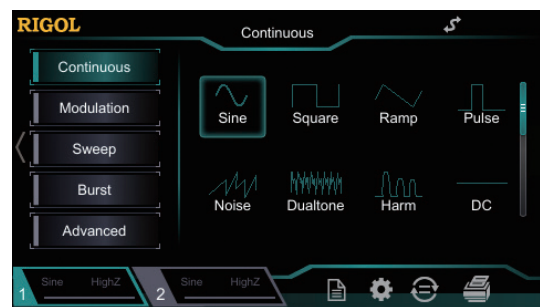 RIGOL
Continuous
Continuous
Modulation
Sweep
Burst
Advanced
Sine
Square
Ramp
Pulse
Noise
Dualtone
Harm
DC
1
Sine
HighZ
2
Sine
HighZ